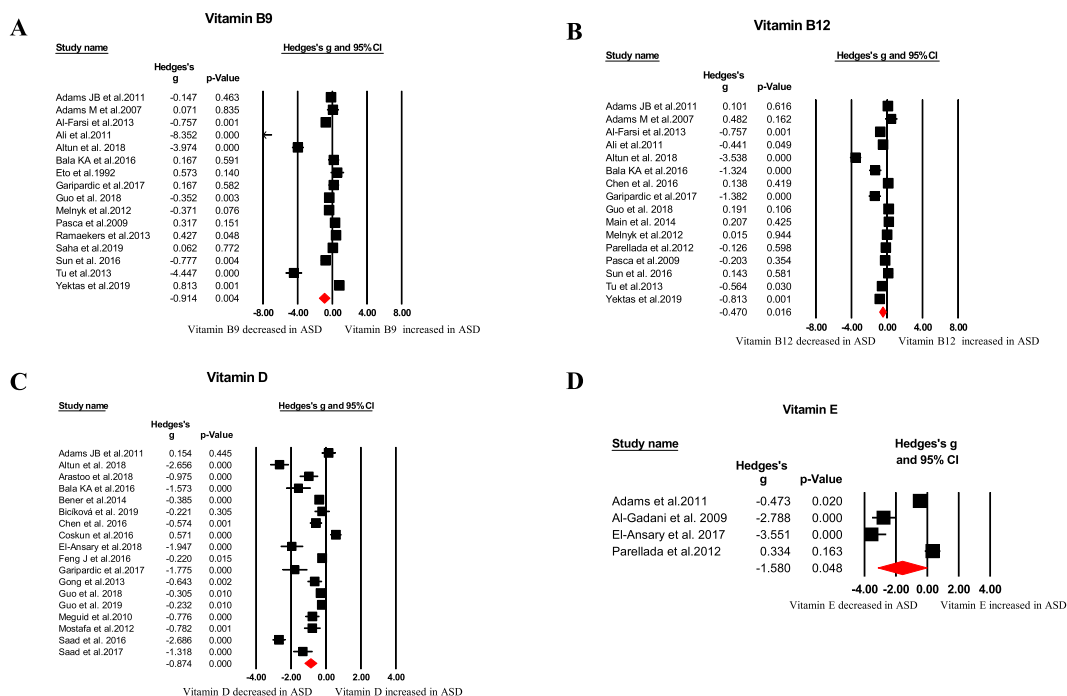 A
Vitamin B9
Study name Hedges's g and 95% CI
Hedges's
g p-Value
Adams JB et al.2011 -0.147 0.463
Adams M et al.2007 0.071 0.835
Al-Farsi et al.2013 -0.757 0.001
Ali et al.2011 -8.352 0.000
Altun et al. 2018 -3.974 0.000
Bala KA et al.2016 0.167 0.591
Eto et al.1992 0.573 0.140
Garipardic et al.2017 0.167 0.582
Guo et al. 2018 -0.352 0.003
Melnyk et al.2012 -0.371 0.076
Pasca et al.2009 0.317 0.151
Ramaekers et al.2013 0.427 0.048
Saha et al.2019 0.062 0.772
Sun et al. 2016 -0.777 0.004
Tu et al.2013 -4.447 0.000
Yektas et al.2019 0.813 0.001
-0.914 0.004
-8.00 -4.00 0.00 4.00 8.00
Vitamin B9 decreased in ASD Vitamin B9 increased in ASD
B
Vitamin B12
Study name Hedges's g and 95% CI
Hedges's
g p-Value
Adams JB et al.2011 0.101 0.616
Adams M et al.2007 0.482 0.162
Al-Farsi et al.2013 -0.757 0.001
Ali et al.2011 -0.441 0.049
Altun et al. 2018 -3.538 0.000
Bala KA et al.2016 -1.324 0.000
Chen et al. 2016 0.138 0.419
Garipardic et al.2017 -1.382 0.000
Guo et al. 2018 0.191 0.106
Main et al. 2014 0.207 0.425
Melnyk et al.2012 0.015 0.944
Parellada et al.2012 -0.126 0.598
Pasca et al.2009 -0.203 0.354
Sun et al. 2016 0.143 0.581
Tu et al.2013 -0.564 0.030
Yektas et al.2019 -0.813 0.001
-0.470 0.016
-8.00 -4.00 0.00 4.00 8.00
Vitamin B12 decreased in ASD Vitamin B12 increased in ASD
C
Vitamin D
Study name Hedges's g and 95% CI
Hedges's
g p-Value
Adams JB et al.2011 0.154 0.445
Altun et al. 2018 -2.656 0.000
Arastoo et al.2018 -0.975 0.000
Bala KA et al.2016 -1.573 0.000
Bener et al.2014 -0.385 0.000
Bicíková et al. 2019 -0.221 0.305
Chen et al. 2016 -0.574 0.001
Coskun et al.2016 0.571 0.000
El-Ansary et al.2018 -1.947 0.000
Feng J et al.2016 -0.220 0.015
Garipardic et al.2017 -1.775 0.000
Gong et al.2013 -0.643 0.002
Guo et al. 2018 -0.305 0.010
Guo et al. 2019 -0.232 0.010
Meguid et al.2010 -0.776 0.000
Mostafa et al.2012 -0.782 0.001
Saad et al. 2016 -2.686 0.000
Saad et al.2017 -1.318 0.000
-0.874 0.000
-4.00 -2.00 0.00 2.00 4.00
Vitamin D decreased in ASD Vitamin D increased in ASD
D
Vitamin E
Study name Hedges's g
and 95% CI
Hedges's
g p-Value
Adams et al.2011 -0.473 0.020
Al-Gadani et al. 2009 -2.788 0.000
El-Ansary et al. 2017 -3.551 0.000
Parellada et al.2012 0.334 0.163
-1.580 0.048
-4.00 -2.00 0.00 2.00 4.00
Vitamin E decreased in ASD Vitamin E increased in ASD